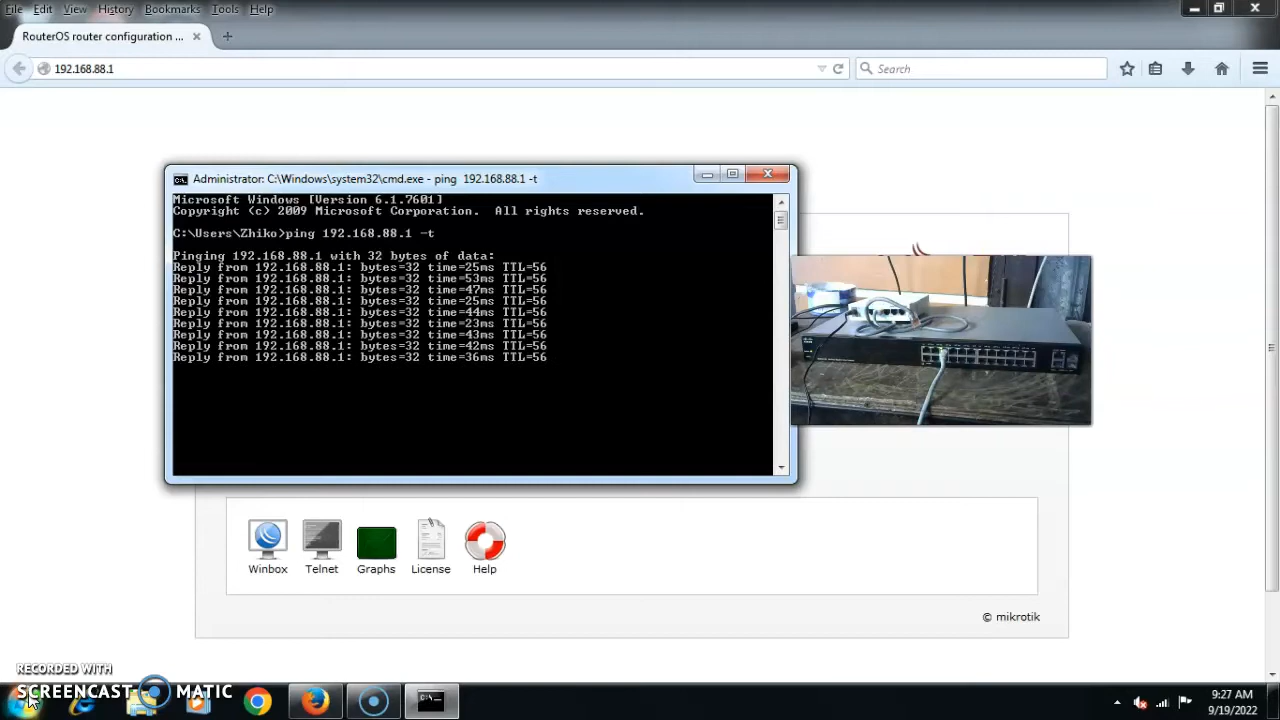 File Edit View History Bookmarks Tools Help
RouterOS router configuration ...
192.168.88.1
Search
Administrator: C:\Windows\system32\cmd.exe - ping 192.168.88.1 -t
Microsoft Windows [Version 6.1.7601]
Copyright (c) 2009 Microsoft Corporation. All rights reserved.
C:\Users\Zhiko>ping 192.168.88.1 -t
Pinging 192.168.88.1 with 32 bytes of data:
Reply from 192.168.88.1: bytes=32 time=25ms TTL=56
Reply from 192.168.88.1: bytes=32 time=53ms TTL=56
Reply from 192.168.88.1: bytes=32 time=47ms TTL=56
Reply from 192.168.88.1: bytes=32 time=25ms TTL=56
Reply from 192.168.88.1: bytes=32 time=44ms TTL=56
Reply from 192.168.88.1: bytes=32 time=23ms TTL=56
Reply from 192.168.88.1: bytes=32 time=43ms TTL=56
Reply from 192.168.88.1: bytes=32 time=42ms TTL=56
Reply from 192.168.88.1: bytes=32 time=36ms TTL=56
Winbox Telnet Graphs License Help
© mikrotik
RECORDED WITH
SCREENCAST MATIC
9:27 AM
9/19/2022